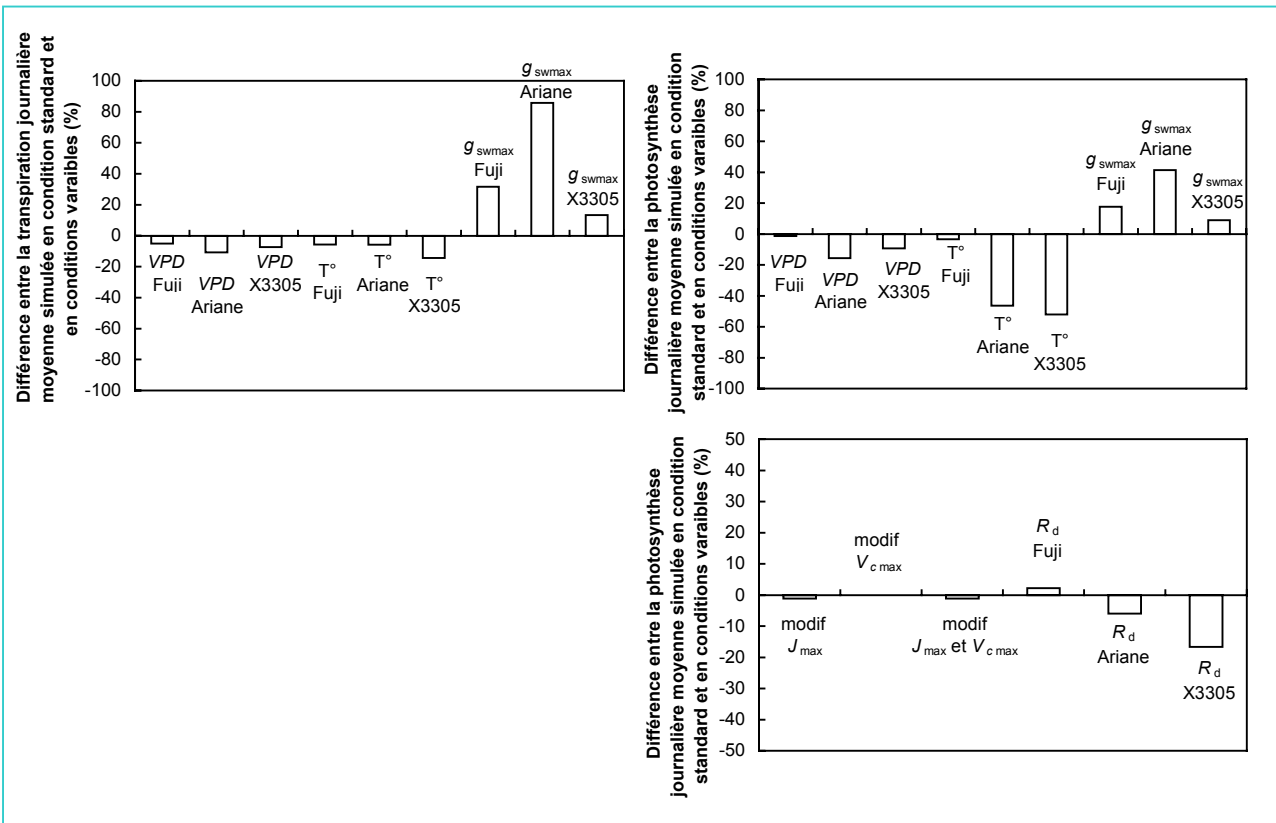 Différence entre la transpiration journalière
moyenne simulée en condition standard et
en conditions varaibles (%)
100
80
60
40
20
0
-20
-40
-60
-80
-100
VPD
Fuji
VPD
Ariane
VPD
X3305
T°
Fuji
T°
Ariane
T°
X3305
g swmax
Fuji
g swmax
Ariane
g swmax
X3305
Différence entre la photosynthèse
journalière moyenne simulée en condition
standard et en conditions varaibles (%)
100
80
60
40
20
0
-20
-40
-60
-80
-100
VPD
Fuji
VPD
Ariane
VPD
X3305
T°
Fuji
T°
Ariane
T°
X3305
g swmax
Fuji
g swmax
Ariane
g swmax
X3305
Différence entre la photosynthèse
journalière moyenne simulée en condition
standard et en conditions varaibles (%)
50
40
30
20
10
0
-10
-20
-30
-40
-50
modif
J max
modif
V c max
modif
J max et V c max
R d
Fuji
R d
Ariane
R d
X3305